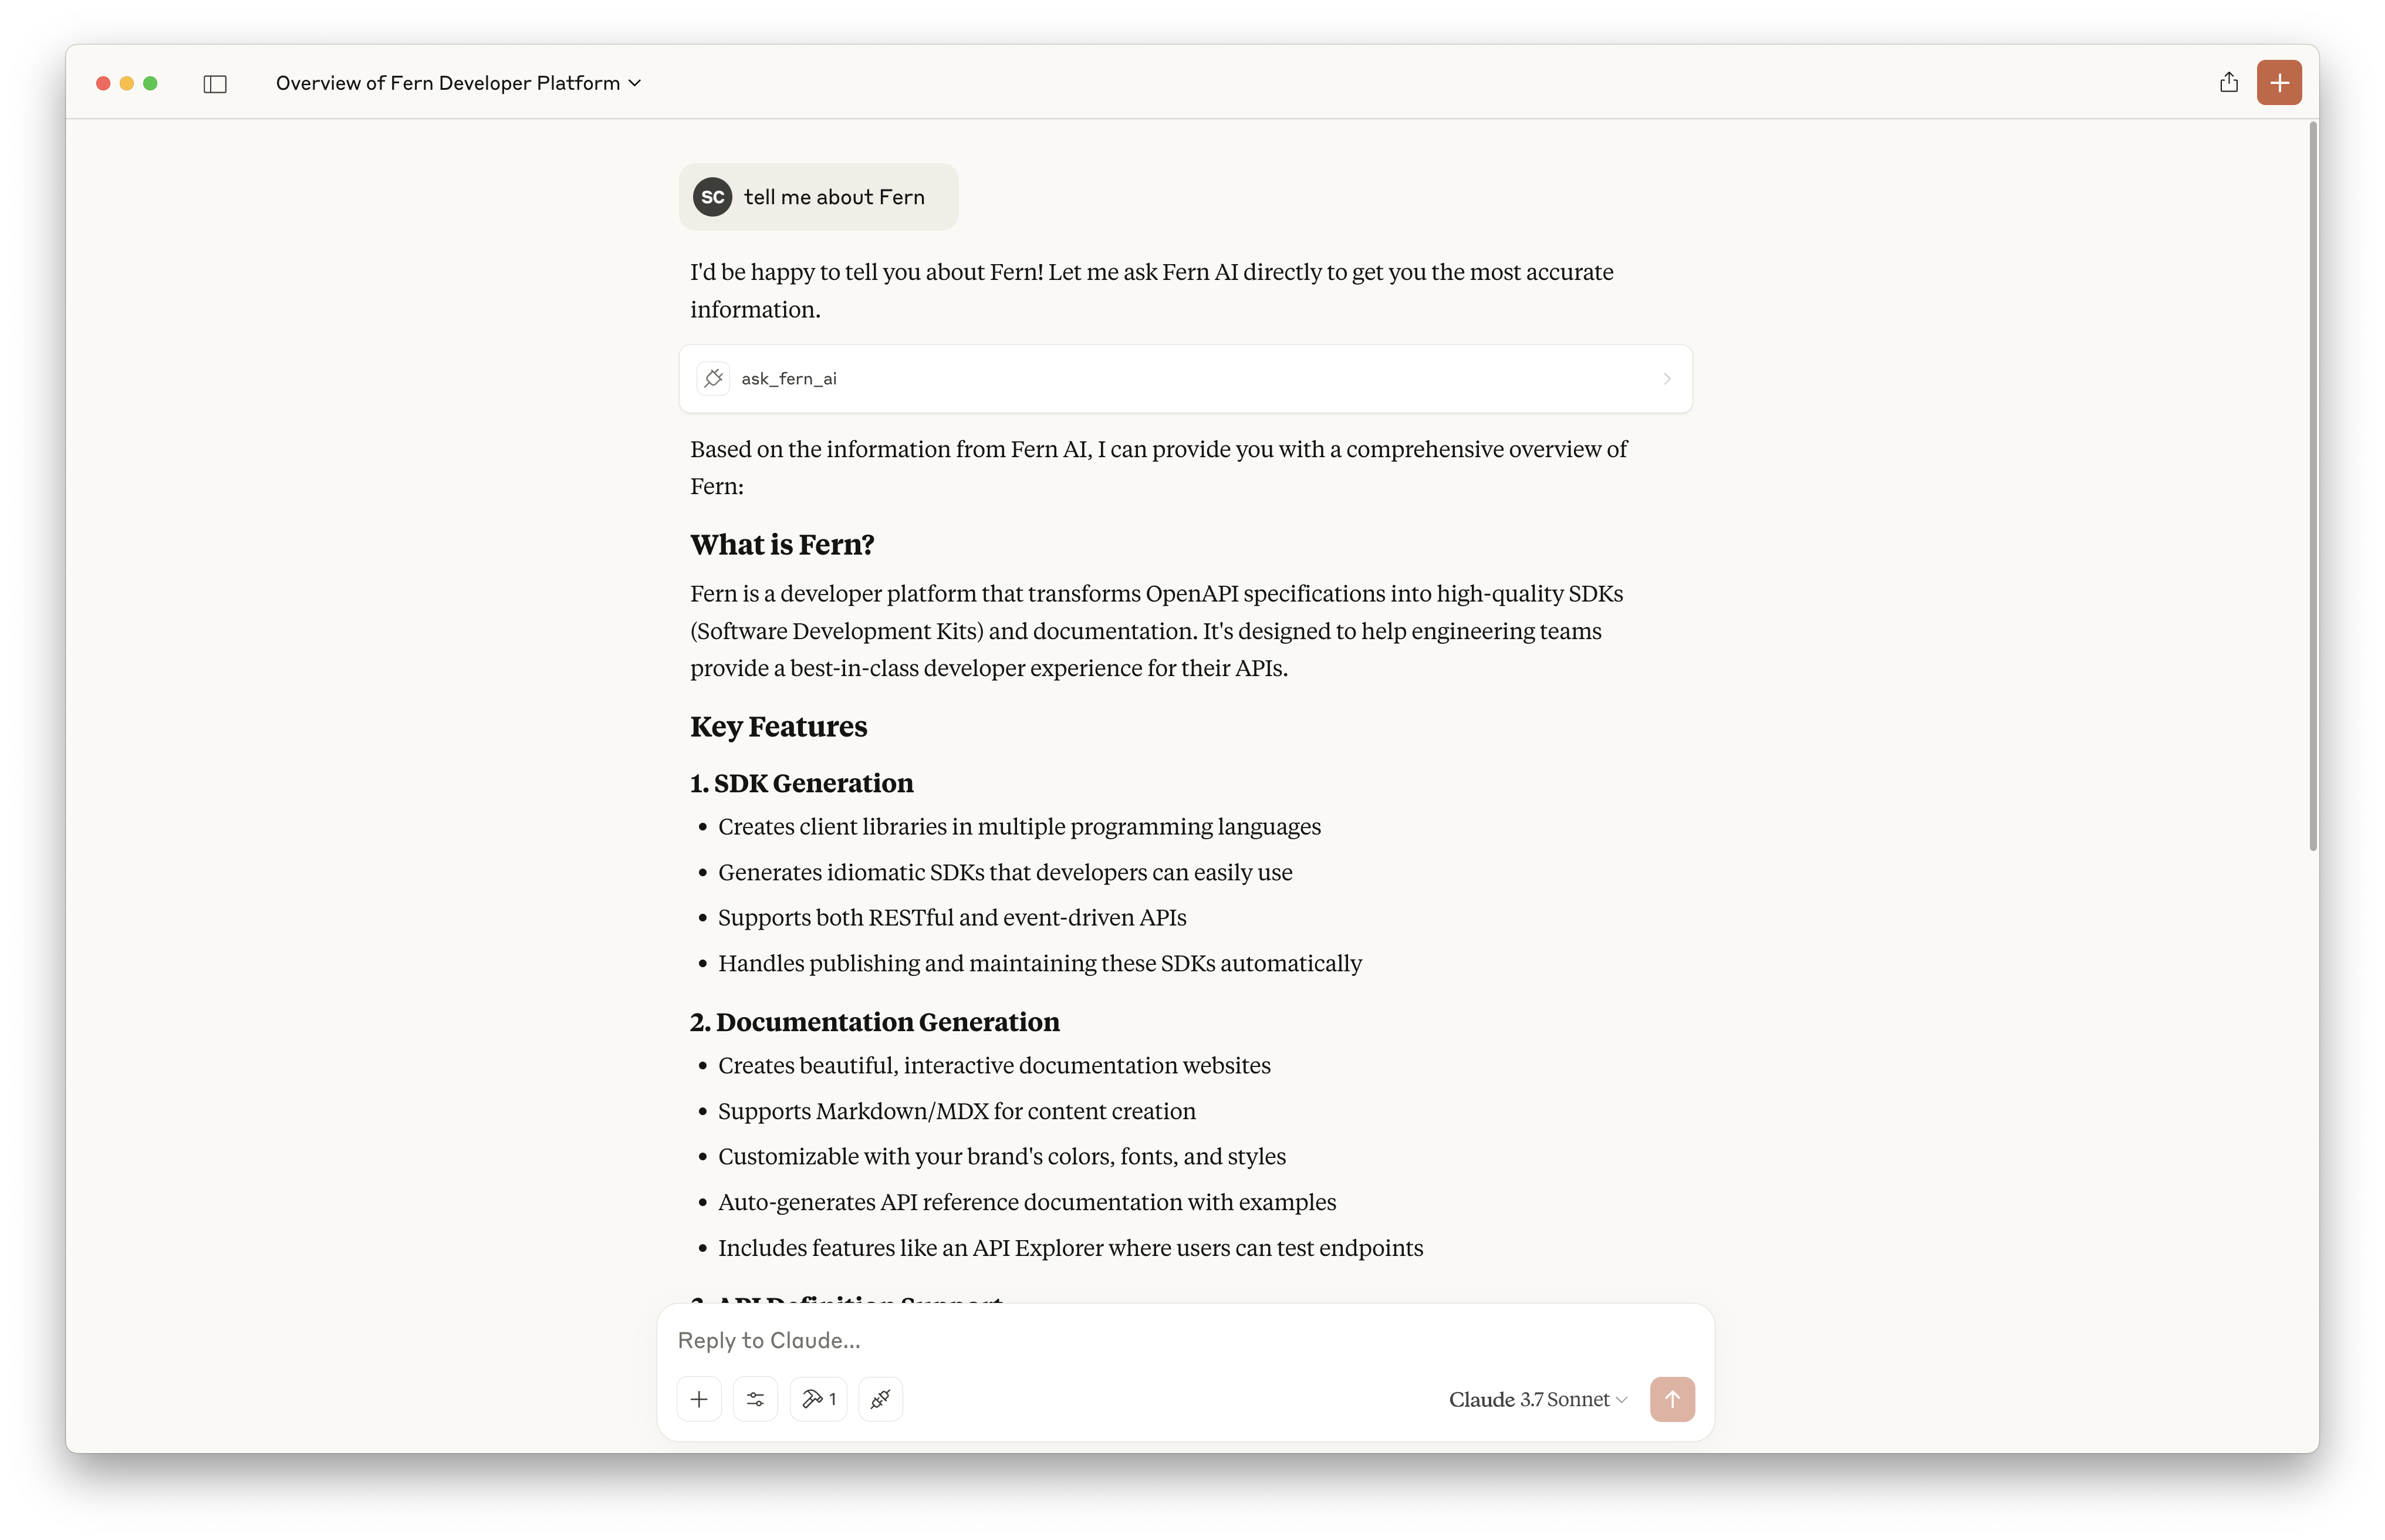 Overview of Fern Developer Platform
SC tell me about Fern
I'd be happy to tell you about Fern! Let me ask Fern AI directly to get you the most accurate
information.
ask_fern_ai
Based on the information from Fern AI, I can provide you with a comprehensive overview of
Fern:
What is Fern?
Fern is a developer platform that transforms OpenAPI specifications into high-quality SDKs
(Software Development Kits) and documentation. It's designed to help engineering teams
provide a best-in-class developer experience for their APIs.
Key Features
1. SDK Generation
• Creates client libraries in multiple programming languages
• Generates idiomatic SDKs that developers can easily use
• Supports both RESTful and event-driven APIs
• Handles publishing and maintaining these SDKs automatically
2. Documentation Generation
• Creates beautiful, interactive documentation websites
• Supports Markdown/MDX for content creation
• Customizable with your brand's colors, fonts, and styles
• Auto-generates API reference documentation with examples
• Includes features like an API Explorer where users can test endpoints
3. API Definition Support
Reply to Claude...
1
Claude 3.7 Sonnet